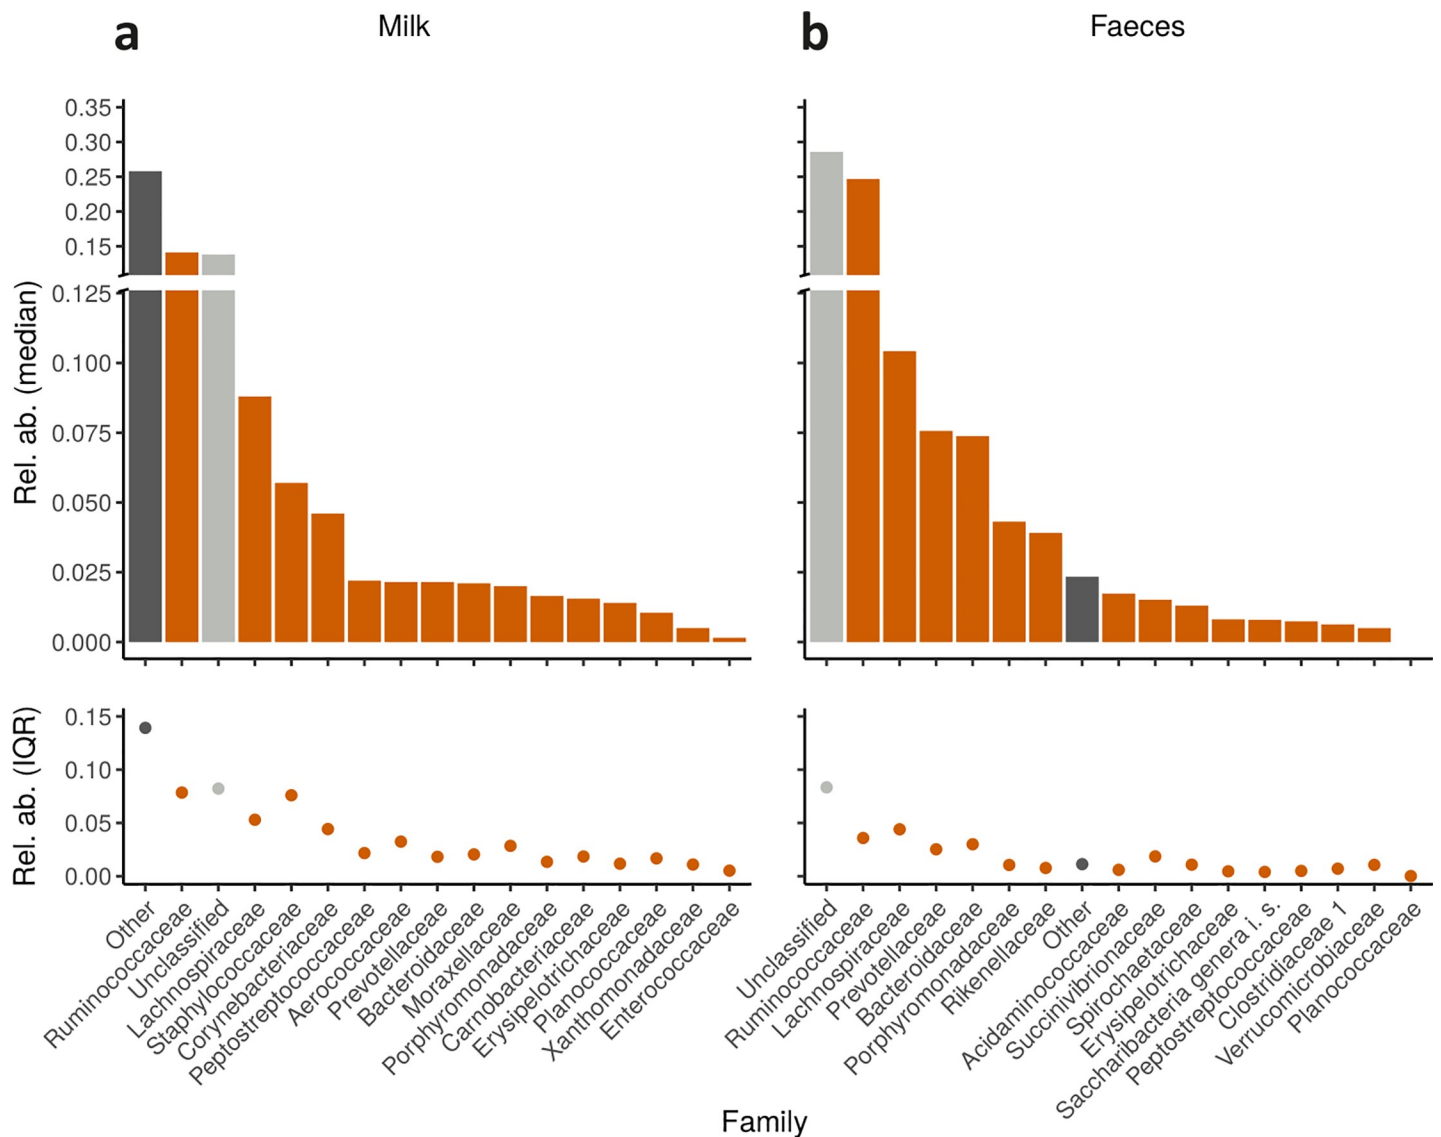 a
Milk
b
Faeces
Rel. ab. (median)
0.35
0.30
0.25
0.20
0.15
0.125
0.100
0.075
0.050
0.025
0.000
Rel. ab. (IQR)
0.15
0.10
0.05
0.00
Other
Ruminococcaceae
Unclassified
Lachnospiraceae
Staphylococcaceae
Corynebacteriaceae
Peptostreptococcaceae
Aerococcaceae
Prevotellaceae
Bacteroidaceae
Moraxellaceae
Porphyromonadaceae
Carnobacteriaceae
Erysipelotrichaceae
Planococcaceae
Xanthomonadaceae
Enterococcaceae
Unclassified
Ruminococcaceae
Lachnospiraceae
Prevotellaceae
Bacteroidaceae
Porphyromonadaceae
Rikenellaceae
Other
Acidaminococcaceae
Succinivibrionaceae
Spirochaetaceae
Erysipelotrichaceae
Saccharibacteria genera i. s.
Peptostreptococcaceae
Clostridiaceae 1
Verrucomicrobiaceae
Planococcaceae
Family